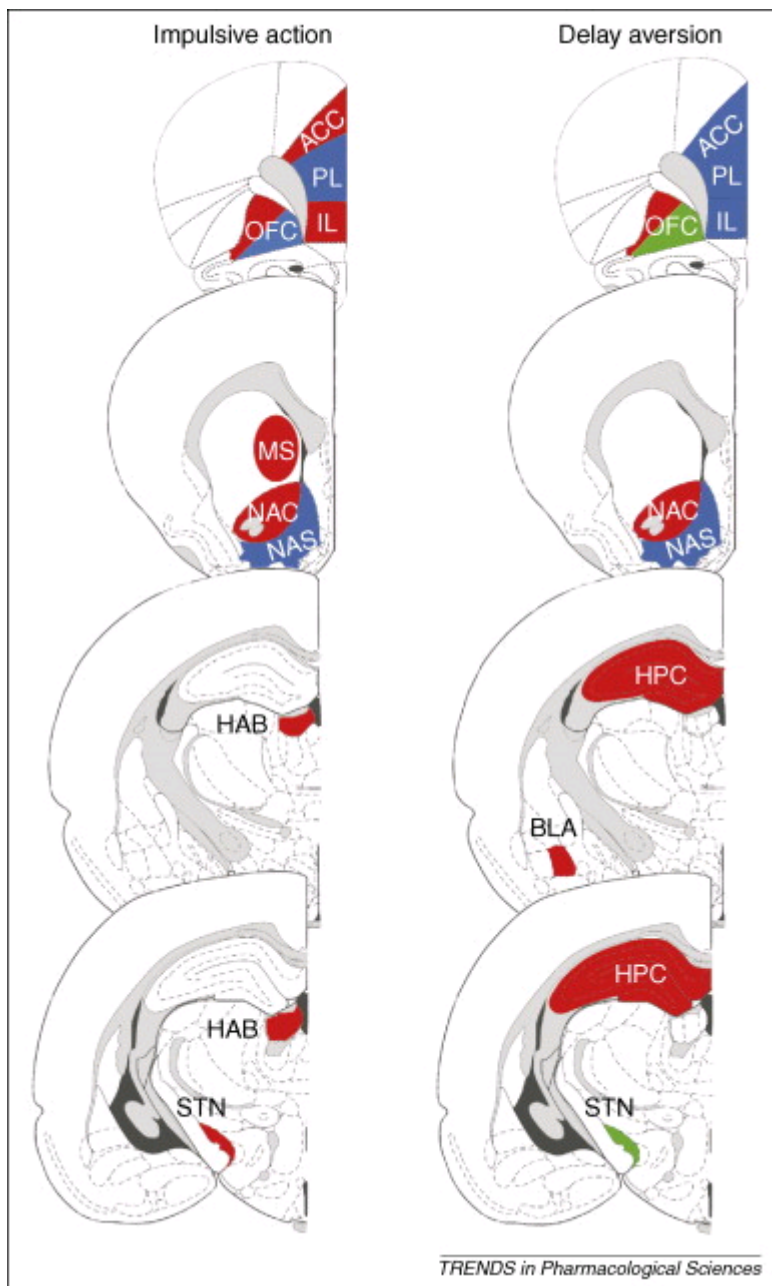 Impulsive action
Delay aversion
ACC
PL
IL
OFC
ACC
PL
IL
OFC
MS
NAC
NAS
NAC
NAS
HAB
HPC
BLA
HAB
STN
HPC
STN
TRENDS in Pharmacological Sciences